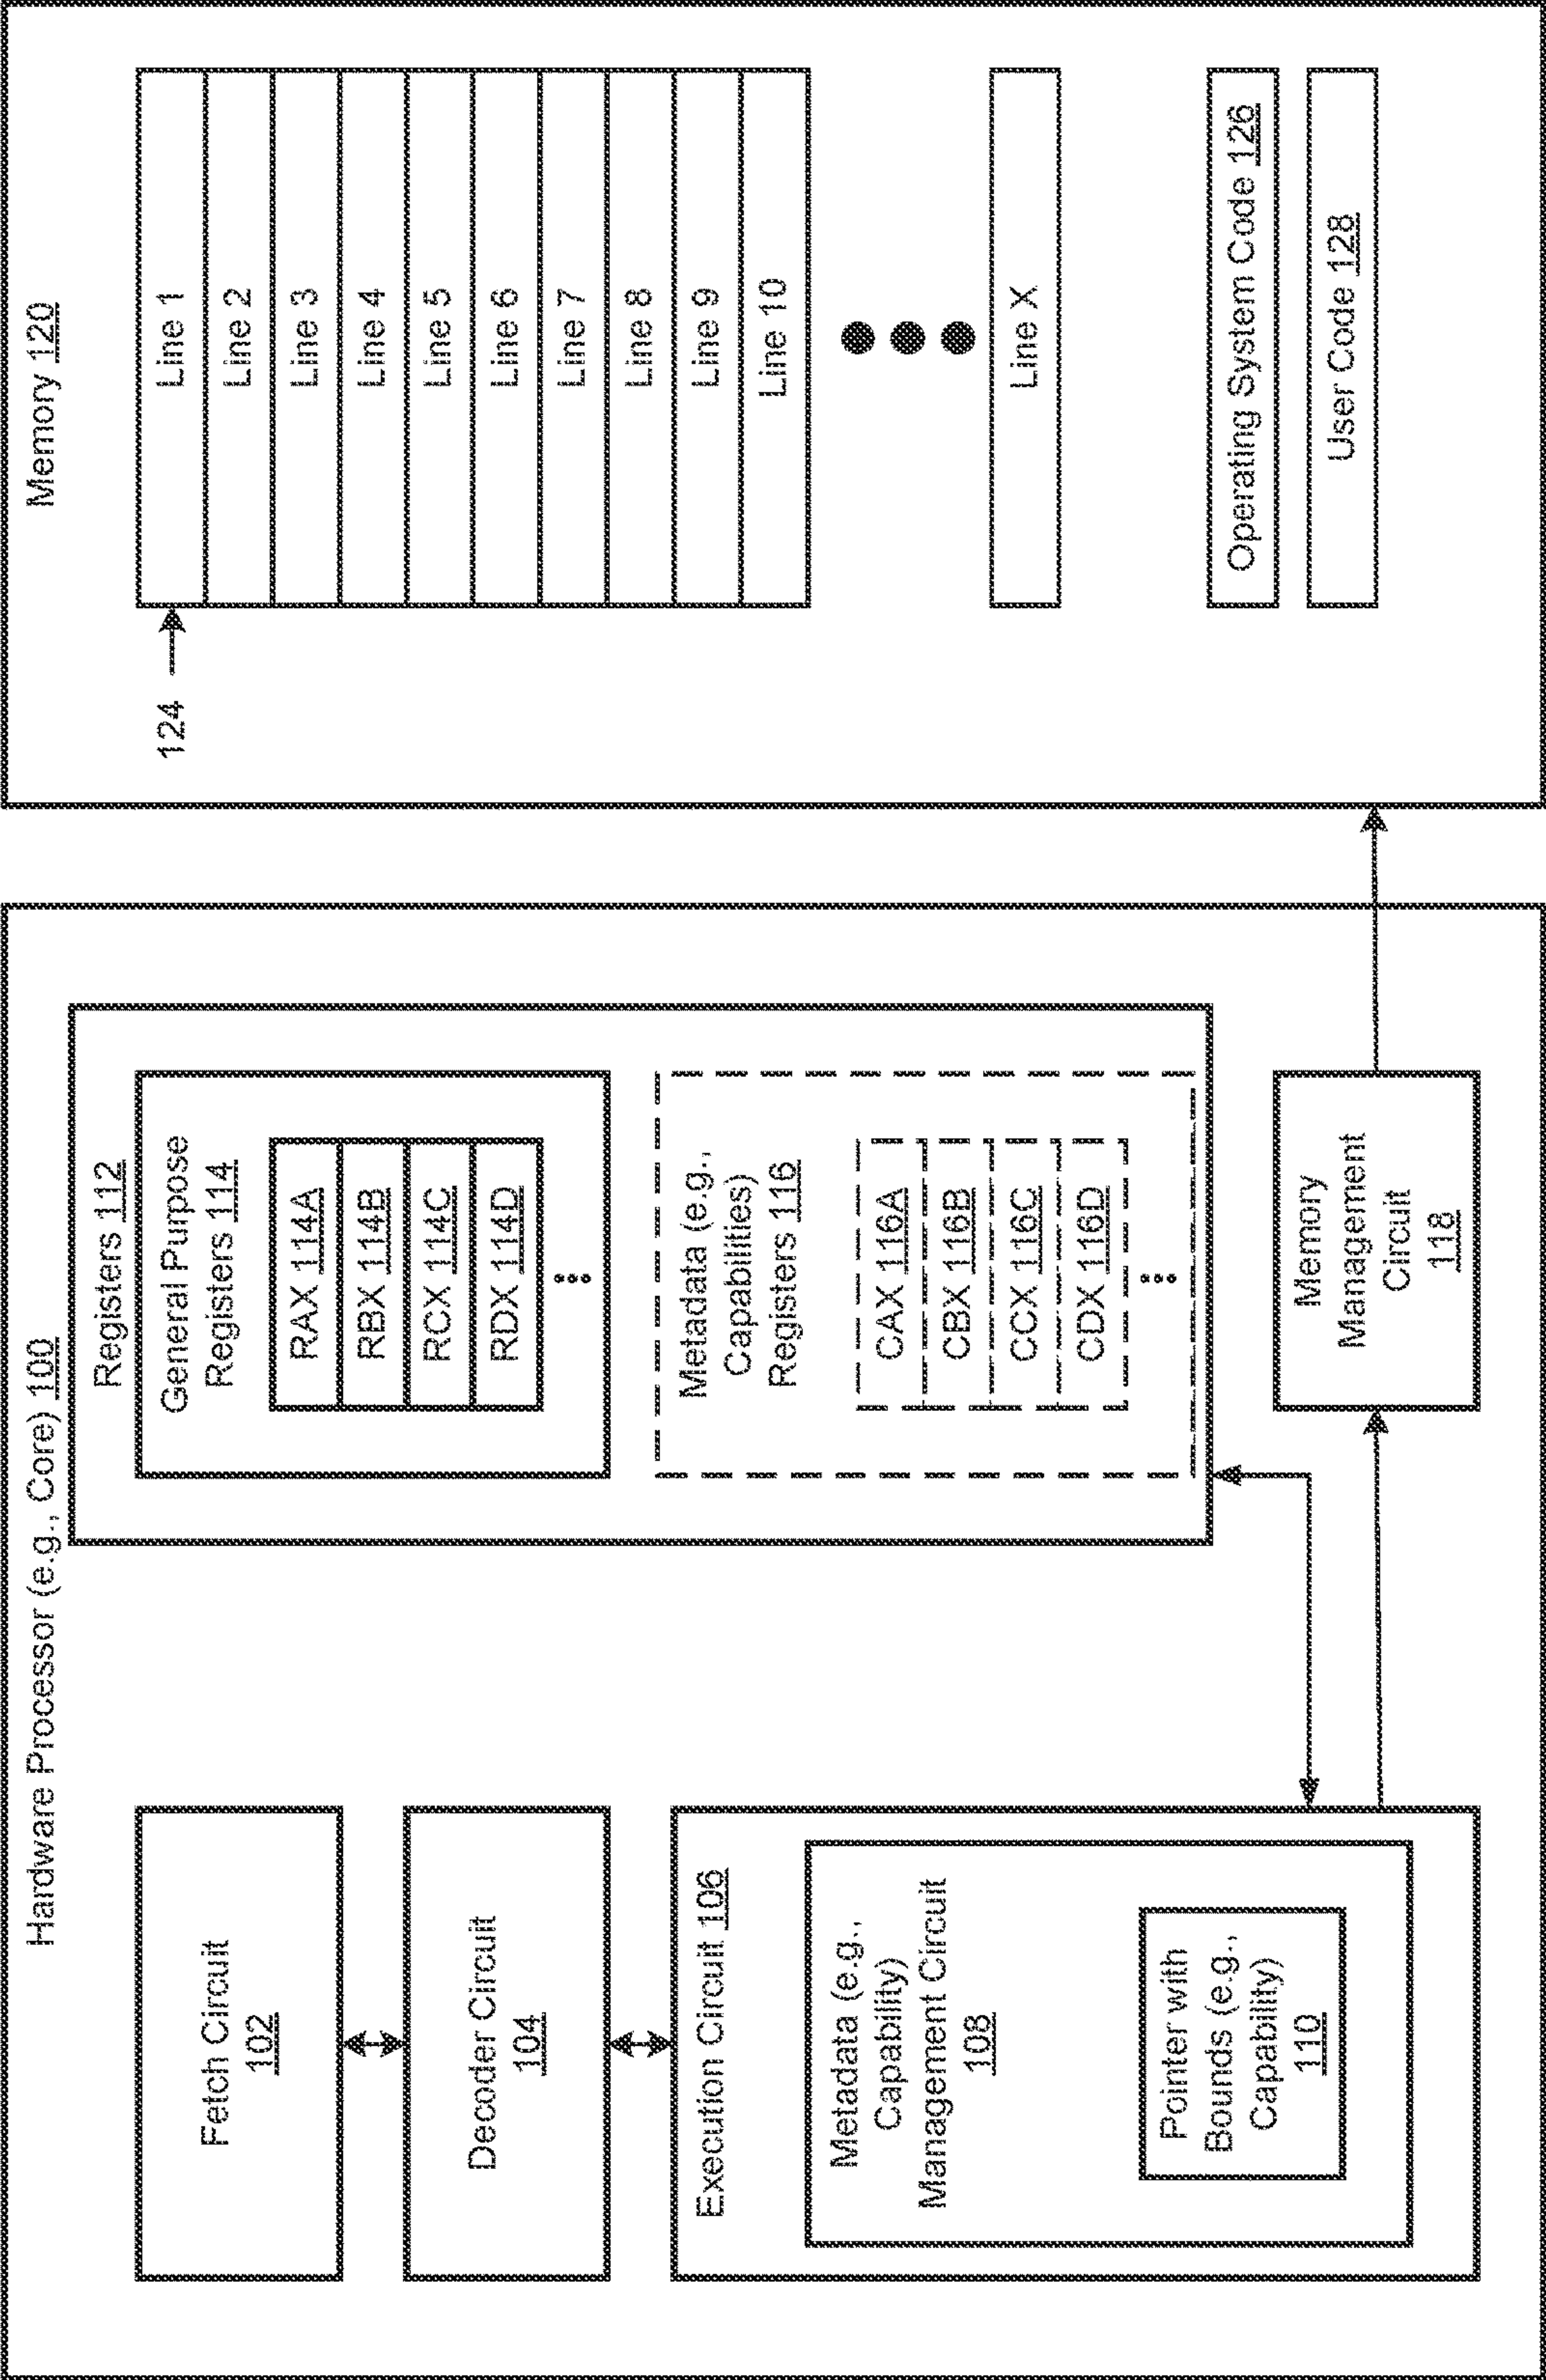 Hardware Processor (e.g., Core) 100
Fetch Circuit
102
Decoder Circuit
104
Execution Circuit 106
Metadata (e.g.,
Capability)
Management Circuit
108
Pointer with
Bounds (e.g.,
Capability)
110
Registers 112
General Purpose
Registers 114
RAX 114A
RBX 114B
RCX 114C
RDX 114D
Metadata (e.g.,
Capabilities)
Registers 116
CAX 116A
CBX 116B
CCX 116C
CDX 116D
Memory
Management
Circuit
118
Memory 120
124
Line 1
Line 2
Line 3
Line 4
Line 5
Line 6
Line 7
Line 8
Line 9
Line 10
Line X
Operating System Code 126
User Code 128